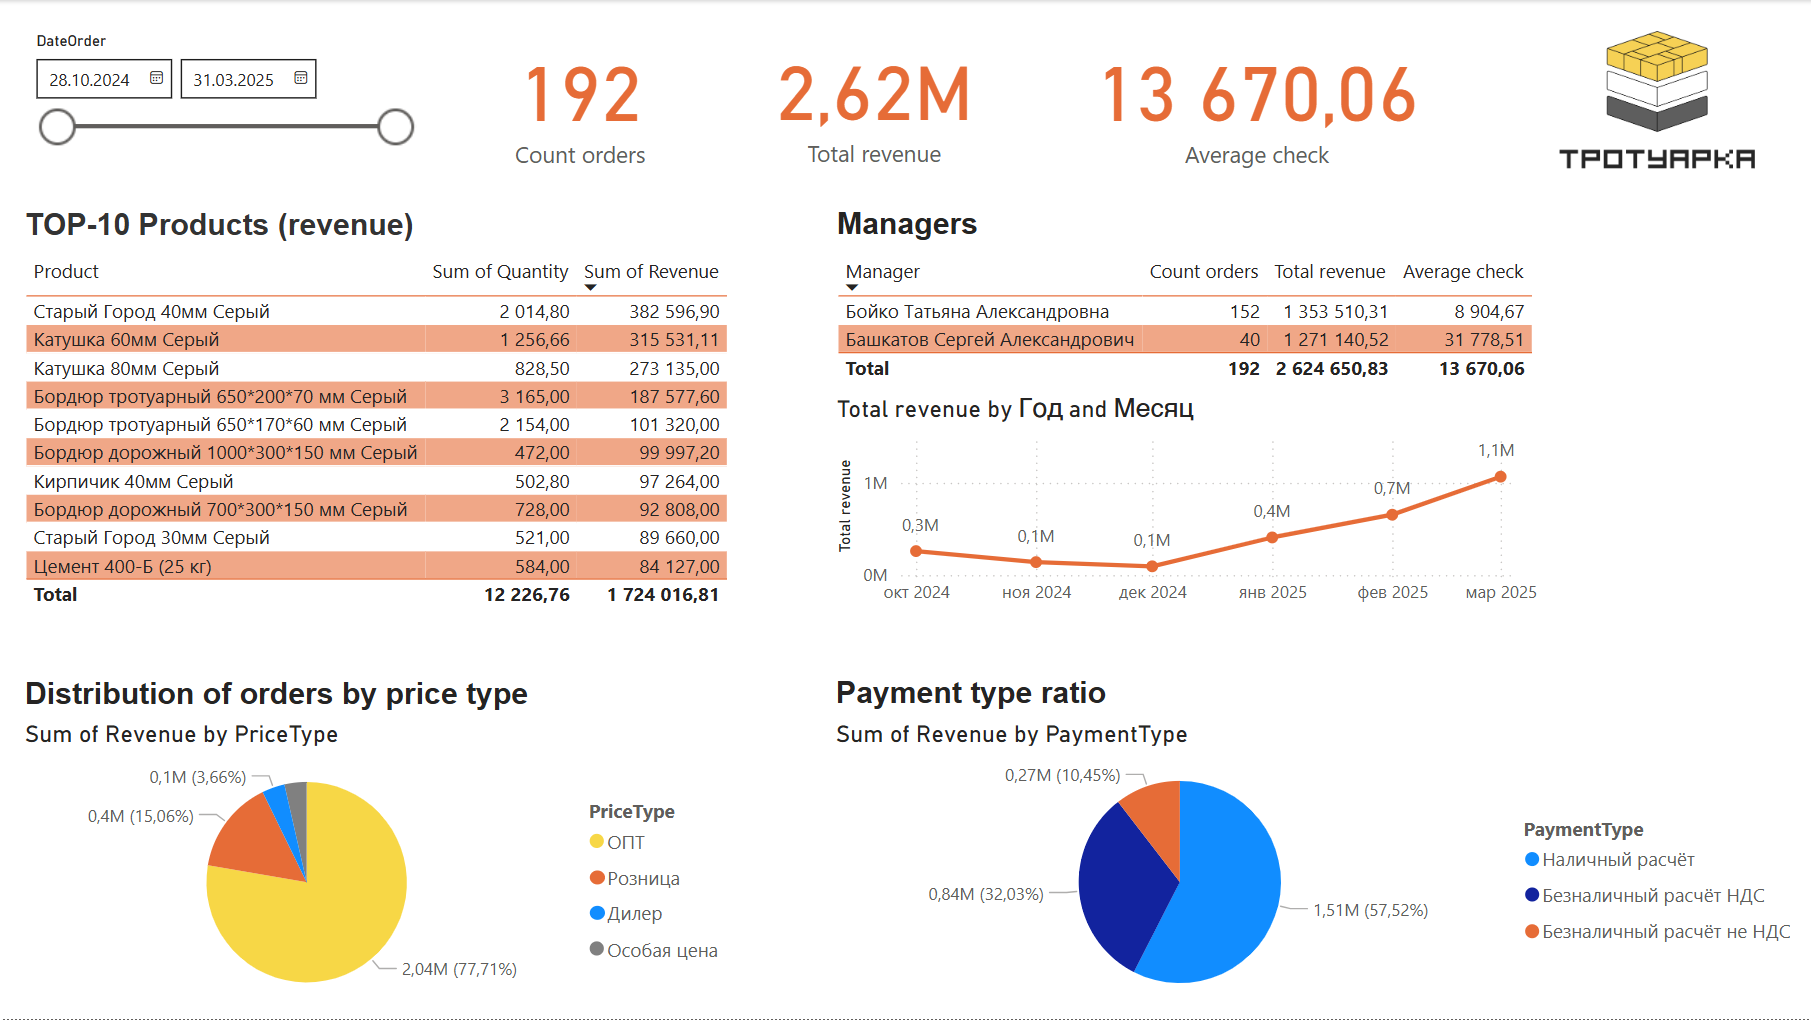 DateOrder
28.10.2024 31.03.2025
192
Count orders
2,62M
Total revenue
13 670,06
Average check
ТРОТУАРКА
TOP-10 Products (revenue)
Product Sum of Quantity Sum of Revenue
Старый Город 40мм Серый 2 014,80 382 596,90
Катушка 60мм Серый 1 256,66 315 531,11
Катушка 80мм Серый 828,50 273 135,00
Бордюр тротуарный 650*200*70 мм Серый 3 165,00 187 577,60
Бордюр тротуарный 650*170*60 мм Серый 2 154,00 101 320,00
Бордюр дорожный 1000*300*150 мм Серый 472,00 99 997,20
Кирпичик 40мм Серый 502,80 97 264,00
Бордюр дорожный 700*300*150 мм Серый 728,00 92 808,00
Старый Город 30мм Серый 521,00 89 660,00
Цемент 400-Б (25 кг) 584,00 84 127,00
Total 12 226,76 1 724 016,81
Managers
Manager Count orders Total revenue Average check
Бойко Татьяна Александровна 152 1 353 510,31 8 904,67
Башкатов Сергей Александрович 40 1 271 140,52 31 778,51
Total 192 2 624 650,83 13 670,06
Total revenue by Год and Месяц
Total revenue
1M
0M
0,3M
0,1M
0,1M
0,4M
0,7M
1,1M
окт 2024 ноя 2024 дек 2024 янв 2025 фев 2025 мар 2025
Distribution of orders by price type
Sum of Revenue by PriceType
0,1M (3,66%)
0,4M (15,06%)
2,04M (77,71%)
PriceType
ОПТ
Розница
Дилер
Особая цена
Payment type ratio
Sum of Revenue by PaymentType
0,27M (10,45%)
0,84M (32,03%)
1,51M (57,52%)
PaymentType
Наличный расчёт
Безналичный расчёт НДС
Безналичный расчёт не НДС